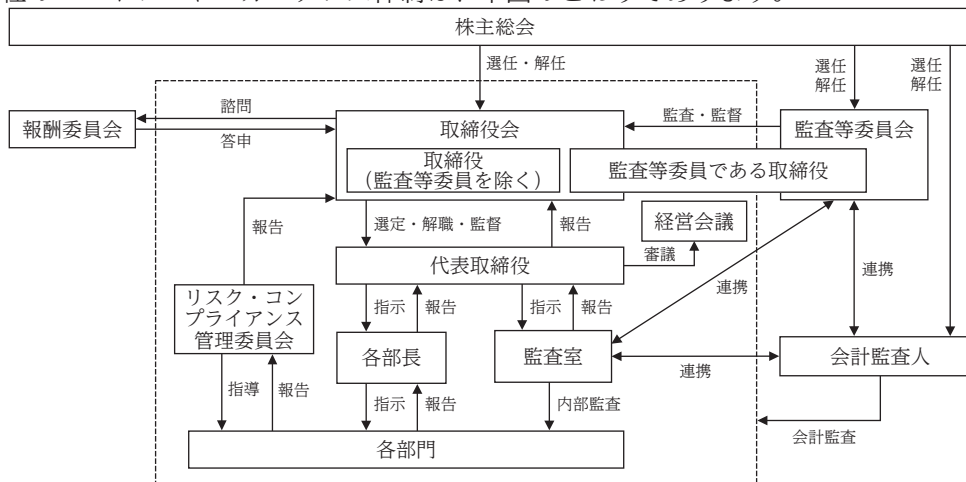 株主総会
選任・解任
選任
解任
選任
解任
諮問
報酬委員会
答申
取締役会
監査・監督
監査等委員会
取締役
(監査等委員を除く)
監査等委員である取締役
報告
選定・解職・監督
報告
経営会議
代表取締役
審議
連携
連携
リスク・コン
プライアンス
管理委員会
指示
報告
指示
報告
各部長
監査室
連携
会計監査人
指導
報告
指示
報告
内部監査
各部門
会計監査